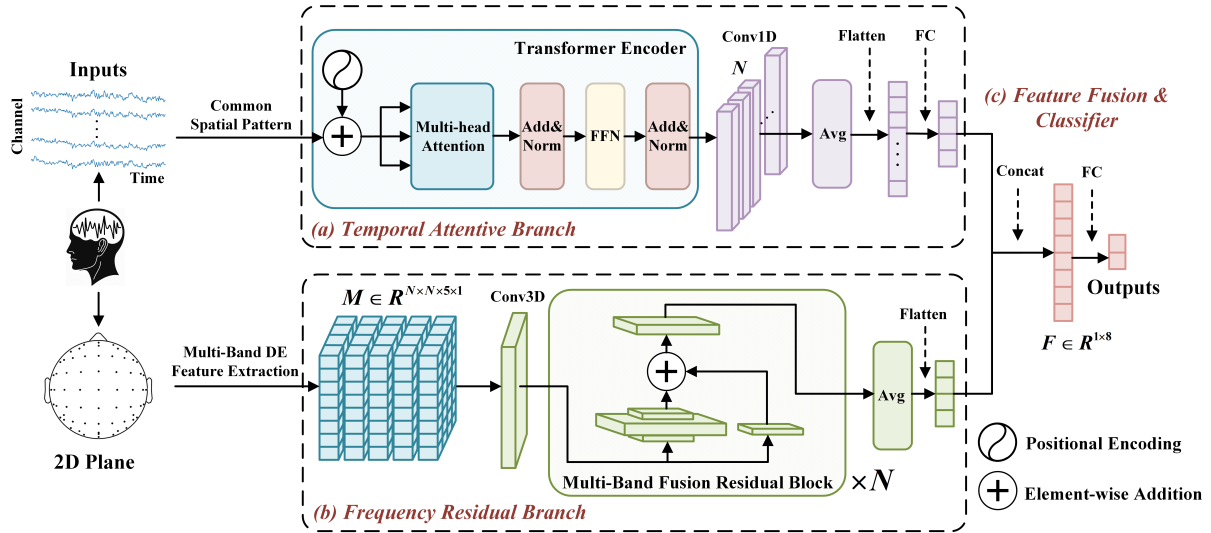 Inputs
Channel
Time
Common
Spatial Pattern
Transformer Encoder
Multi-head
Attention
Add&
Norm
FFN
Add&
Norm
Conv1D
N
Avg
Flatten
FC
(a) Temporal Attentive Branch
(c) Feature Fusion &
Classifier
Concat
FC
Outputs
F ∈ R^{1×8}
2D Plane
Multi-Band DE
Feature Extraction
M ∈ R^{N×N×5×1}
Conv3D
Multi-Band Fusion Residual Block
×N
Avg
Flatten
(b) Frequency Residual Branch
Positional Encoding
Element-wise Addition